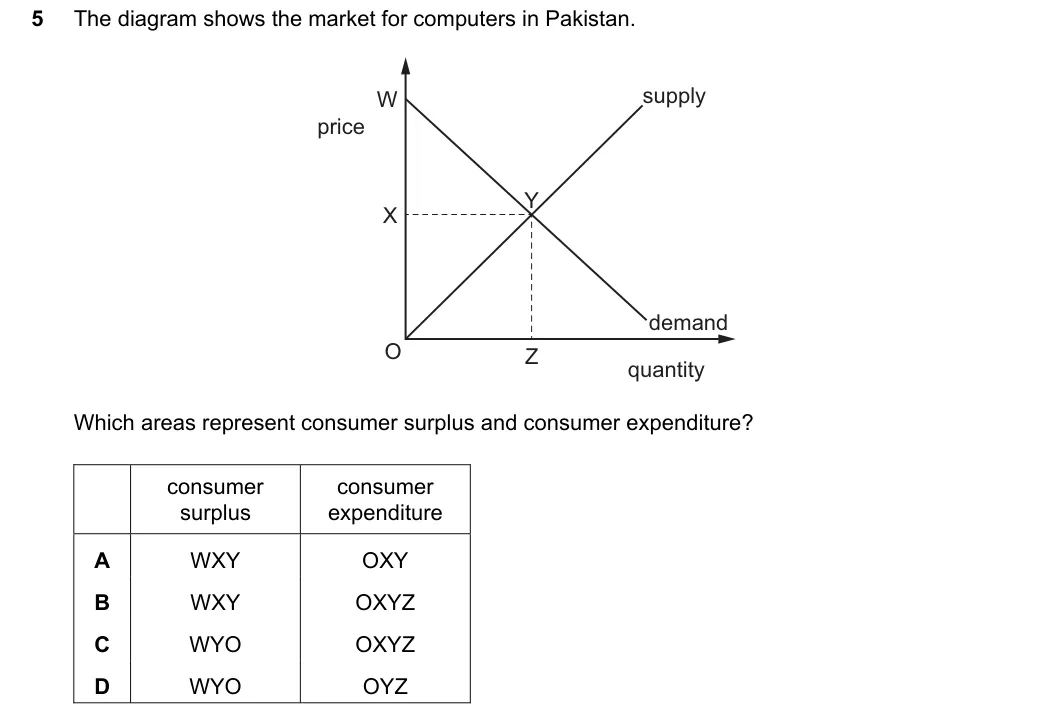 5 The diagram shows the market for computers in Pakistan.
W
supply
price
Y
X
demand
O
Z
quantity
Which areas represent consumer surplus and consumer expenditure?
consumer surplus consumer expenditure
A WXY OXY
B WXY OXYZ
C WYO OXYZ
D WYO OYZ